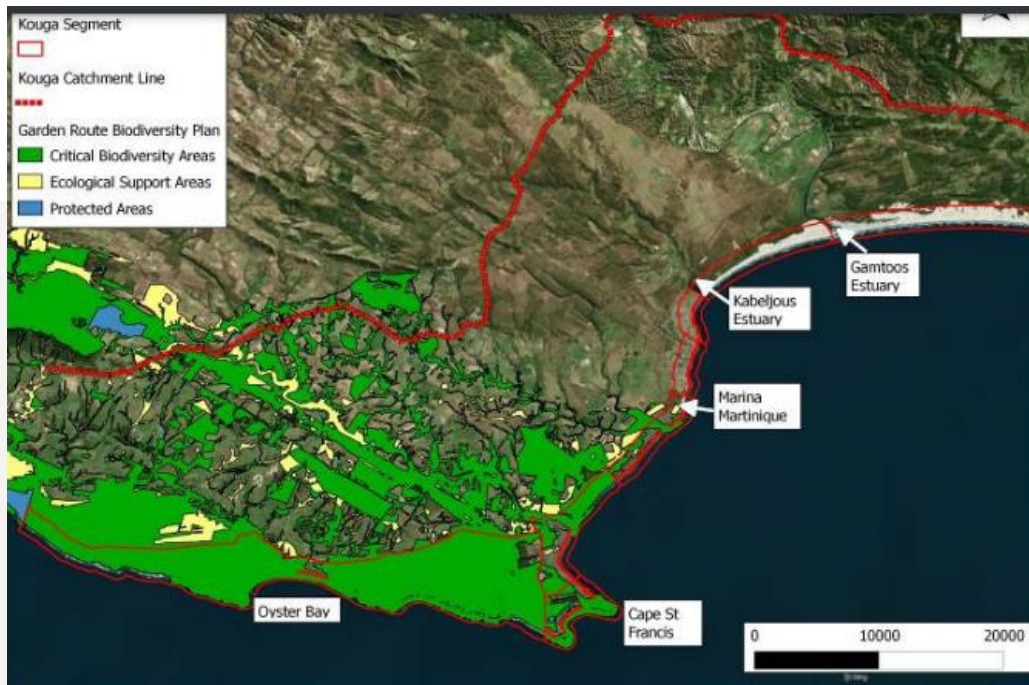 Kouga Segment
Kouga Catchment Line
Garden Route Biodiversity Plan
Critical Biodiversity Areas
Ecological Support Areas
Protected Areas
Gamtoos
Estuary
Kabeljous
Estuary
Marina
Martinique
Oyster Bay
Cape St
Francis
0 10000 20000